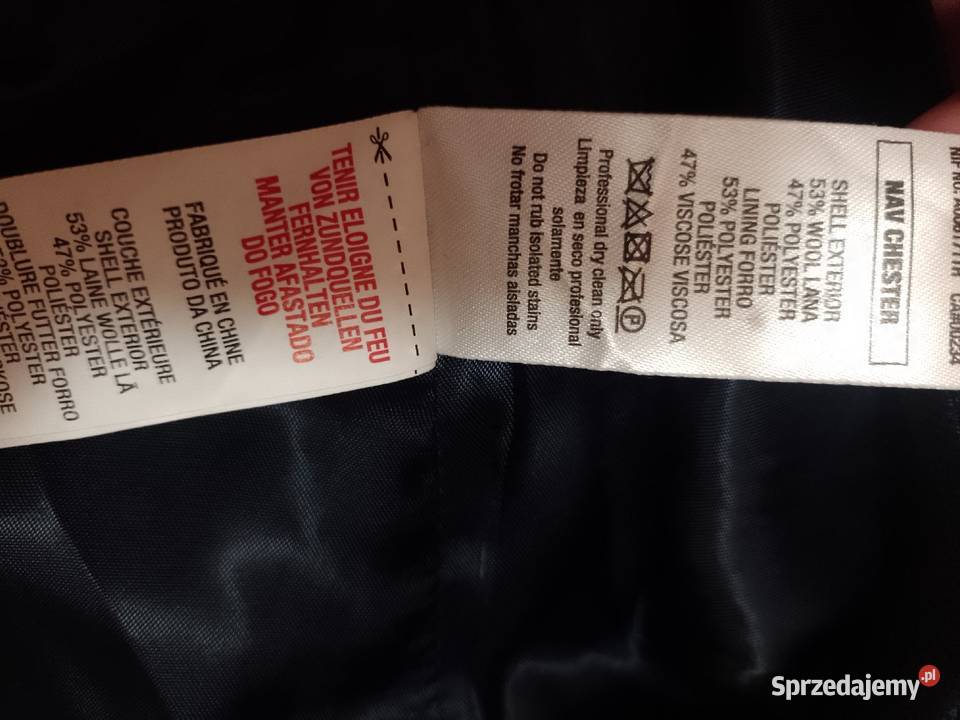 NAV CHESTER
SHELL EXTERIOR
53% WOOL LANA
47% POLYESTER
POLIÉSTER
LINING FORRO
53% POLYESTER
POLIÉSTER
47% VISCOSE VISCOSA
P
Professional dry clean only
Limpieza en seco profesional
solamente
Do not rub isolated stains
No frotar manchas aisladas
TENIR ELOIGNE DU FEU
VON ZUNDQUELLEN
FERNHALTEN
MANTER AFASTADO
DO FOGO
FABRIQUÉ EN CHINE
PRODUTO DA CHINA
COUCHE EXTÉRIEURE
SHELL EXTERIOR
53% LAINE WOLLE LÃ
47% POLYESTER
POLIÉSTER
DOUBLURE FUTTER FORRO
53% POLYESTER
Sprzedajemy.pl